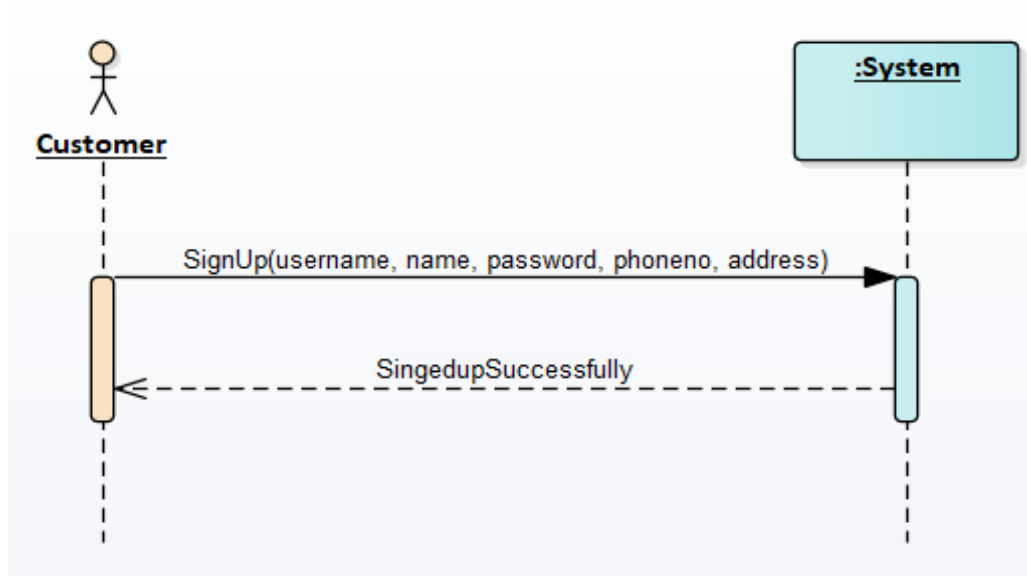 :System
Customer
SignUp(username, name, password, phoneno, address)
SingedupSuccessfully